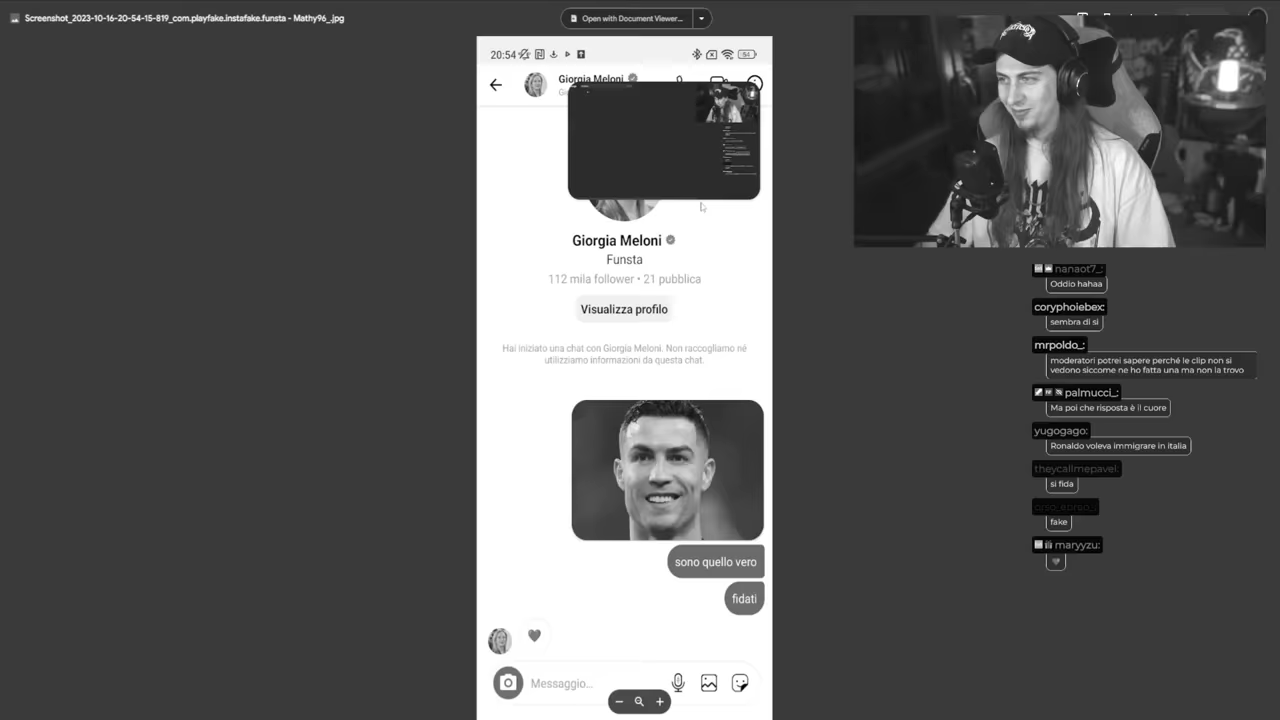 Screenshot_2023-10-16-20-54-15-819_com.playfake.instafake.funsta - Mathy96_.jpg
Open with Document Viewer...
20:54
54
Giorgia Meloni
Giorgia Meloni
Funsta
112 mila follower • 21 pubblica
Visualizza profilo
Hai iniziato una chat con Giorgia Meloni. Non raccogliamo né
utilizziamo informazioni da questa chat.
sono quello vero
fidati
Messaggio...
nanaot7_:
Oddio hahaa
coryphoiebex:
sembra di si
mrpoldo_:
moderatori potrei sapere perché le clip non si
vedono siccome ne ho fatta una ma non la trovo
palmucci_:
Ma poi che risposta è il cuore
yugogago:
Ronaldo voleva immigrare in italia
theycallmepavel:
si fida
fake
maryyzu: